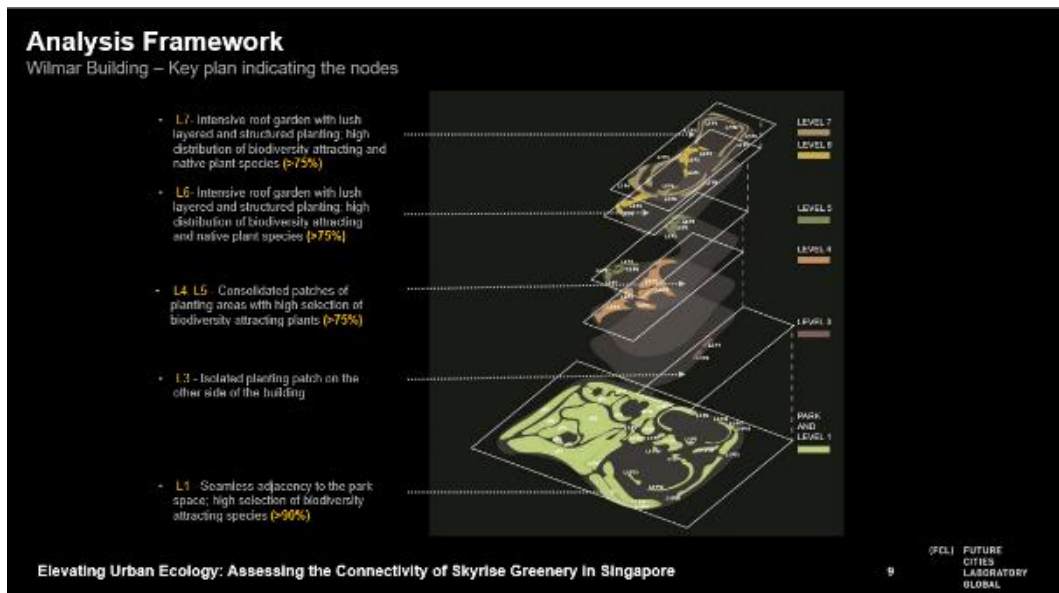 Analysis Framework
Wilmar Building – Key plan indicating the nodes
• L7- Intensive roof garden with lush
layered and structured planting; high
distribution of biodiversity attracting and
native plant species (>75%)
• L6- Intensive roof garden with lush
layered and structured planting; high
distribution of biodiversity attracting
and native plant species (>75%)
• L4, L5 - Consolidated patches of
planting areas with high selection of
biodiversity attracting plants (>75%)
• L3 - Isolated planting patch on the
other side of the building
• L1 - Seamless adjacency to the park
space; high selection of biodiversity
attracting species (>90%)
LEVEL 7
LEVEL 6
LEVEL 5
LEVEL 4
LEVEL 3
PARK
AND
LEVEL 1
Elevating Urban Ecology: Assessing the Connectivity of Skyrise Greenery in Singapore
9
(FCL) FUTURE
CITIES
LABORATORY
GLOBAL